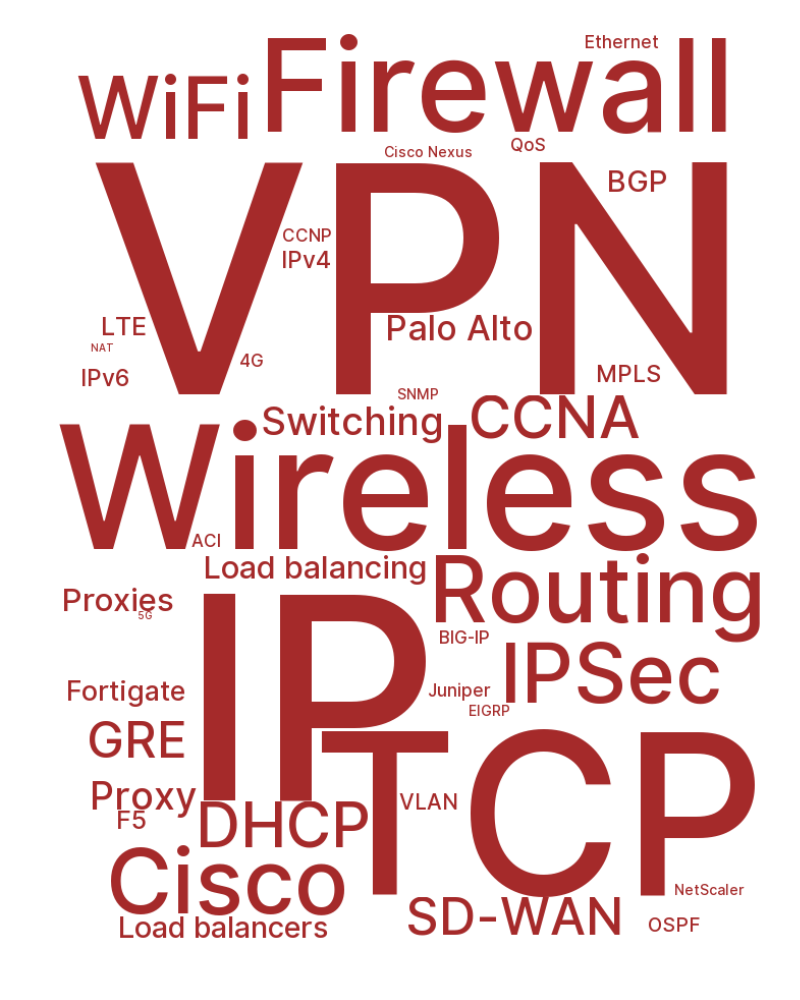 Ethernet
WiFi
Firewall
QoS
Cisco Nexus
VPN
BGP
CCNP
IPv4
LTE
Palo Alto
NAT
4G
IPv6
MPLS
SNMP
Switching
CCNA
Wireless
ACI
Load balancing
Routing
Proxies
5G
IP
BIG-IP
IPSec
Fortigate
Juniper
EIGRP
GRE
TCP
Proxy
VLAN
F5
DHCP
Cisco
NetScaler
SD-WAN
OSPF
Load balancers